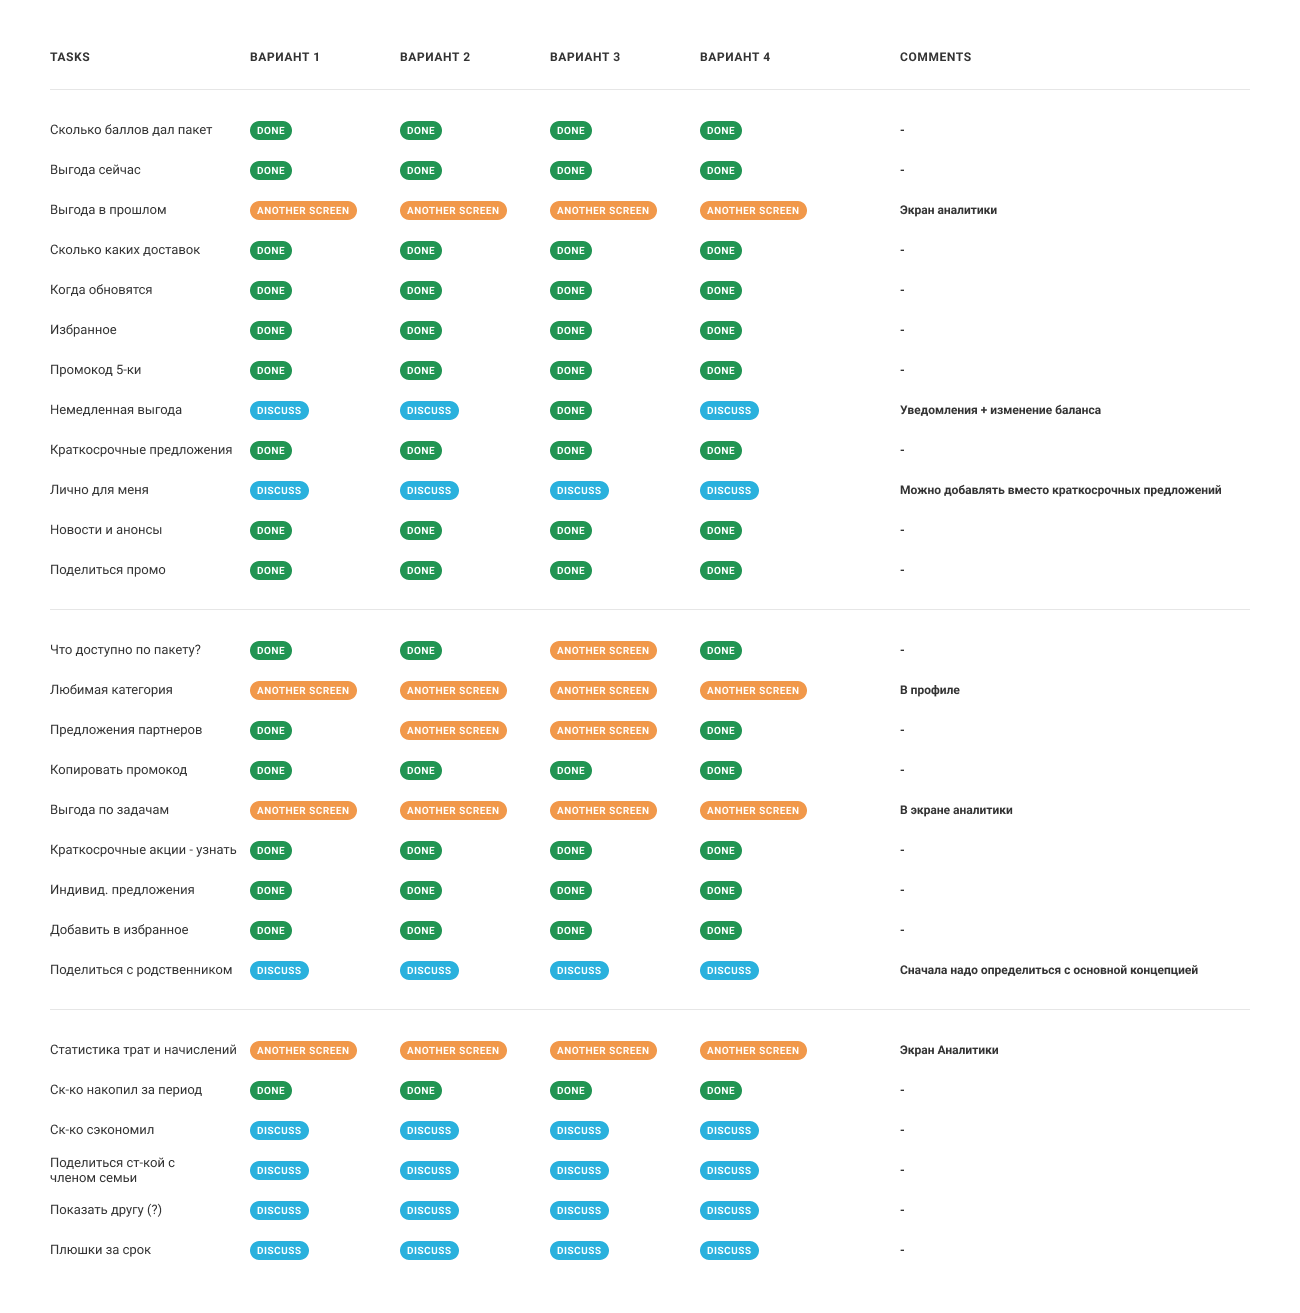 TASKS ВАРИАНТ 1 ВАРИАНТ 2 ВАРИАНТ 3 ВАРИАНТ 4 COMMENTS
Сколько баллов дал пакет DONE DONE DONE DONE -
Выгода сейчас DONE DONE DONE DONE -
Выгода в прошлом ANOTHER SCREEN ANOTHER SCREEN ANOTHER SCREEN ANOTHER SCREEN Экран аналитики
Сколько каких доставок DONE DONE DONE DONE -
Когда обновятся DONE DONE DONE DONE -
Избранное DONE DONE DONE DONE -
Промокод 5-ки DONE DONE DONE DONE -
Немедленная выгода DISCUSS DISCUSS DONE DISCUSS Уведомления + изменение баланса
Краткосрочные предложения DONE DONE DONE DONE -
Лично для меня DISCUSS DISCUSS DISCUSS DISCUSS Можно добавлять вместо краткосрочных предложений
Новости и анонсы DONE DONE DONE DONE -
Поделиться промо DONE DONE DONE DONE -
Что доступно по пакету? DONE DONE ANOTHER SCREEN DONE -
Любимая категория ANOTHER SCREEN ANOTHER SCREEN ANOTHER SCREEN ANOTHER SCREEN В профиле
Предложения партнеров DONE ANOTHER SCREEN ANOTHER SCREEN DONE -
Копировать промокод DONE DONE DONE DONE -
Выгода по задачам ANOTHER SCREEN ANOTHER SCREEN ANOTHER SCREEN ANOTHER SCREEN В экране аналитики
Краткосрочные акции - узнать DONE DONE DONE DONE -
Индивид. предложения DONE DONE DONE DONE -
Добавить в избранное DONE DONE DONE DONE -
Поделиться с родственником DISCUSS DISCUSS DISCUSS DISCUSS Сначала надо определиться с основной концепцией
Статистика трат и начислений ANOTHER SCREEN ANOTHER SCREEN ANOTHER SCREEN ANOTHER SCREEN Экран Аналитики
Ск-ко накопил за период DONE DONE DONE DONE -
Ск-ко сэкономил DISCUSS DISCUSS DISCUSS DISCUSS -
Поделиться ст-кой с
членом семьи DISCUSS DISCUSS DISCUSS DISCUSS -
Показать другу (?) DISCUSS DISCUSS DISCUSS DISCUSS -
Плюшки за срок DISCUSS DISCUSS DISCUSS DISCUSS -